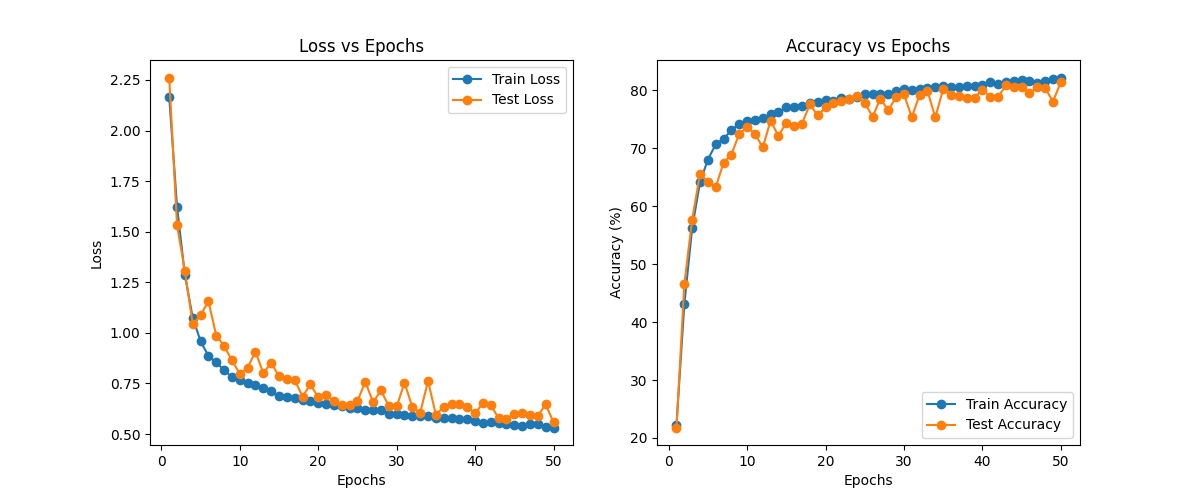 Loss vs Epochs
Train Loss
Test Loss
2.25
2.00
1.75
1.50
1.25
1.00
0.75
0.50
Loss
0 10 20 30 40 50
Epochs
Accuracy vs Epochs
80
70
60
50
40
30
20
Accuracy (%)
Train Accuracy
Test Accuracy
0 10 20 30 40 50
Epochs